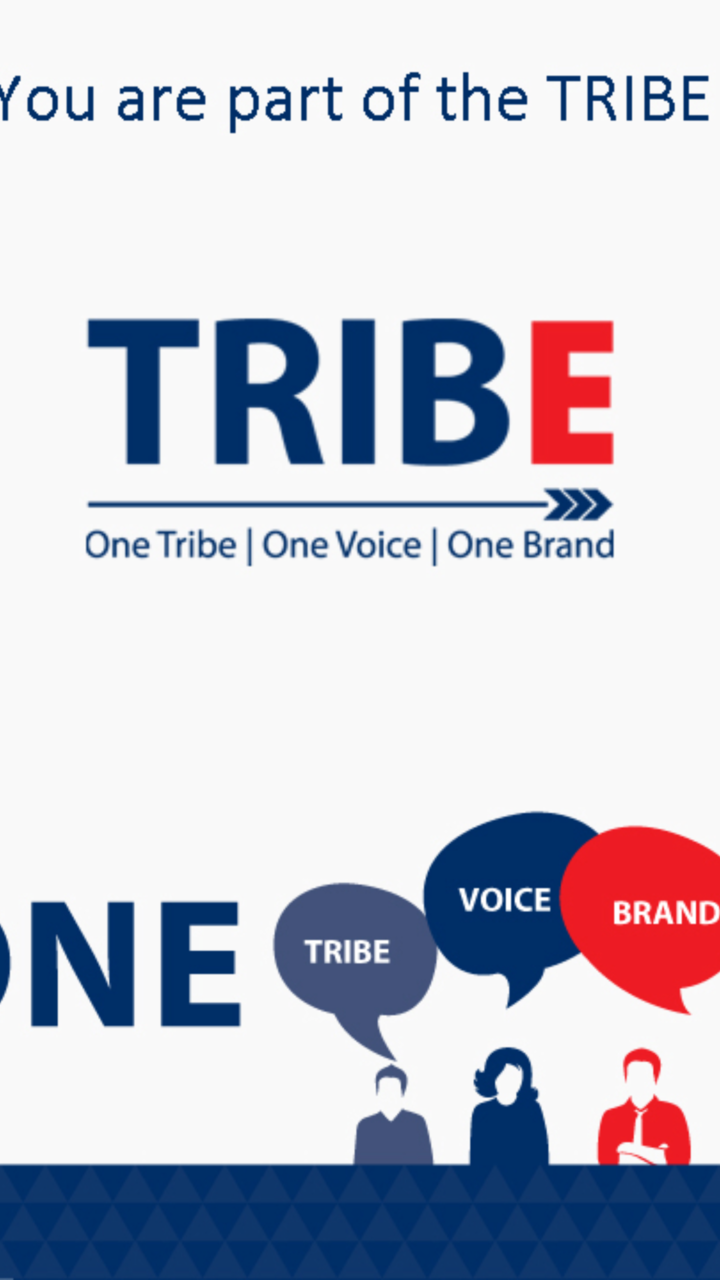 You are part of the TRIBE
TRIBE
One Tribe | One Voice | One Brand
ONE
TRIBE
VOICE
BRAND